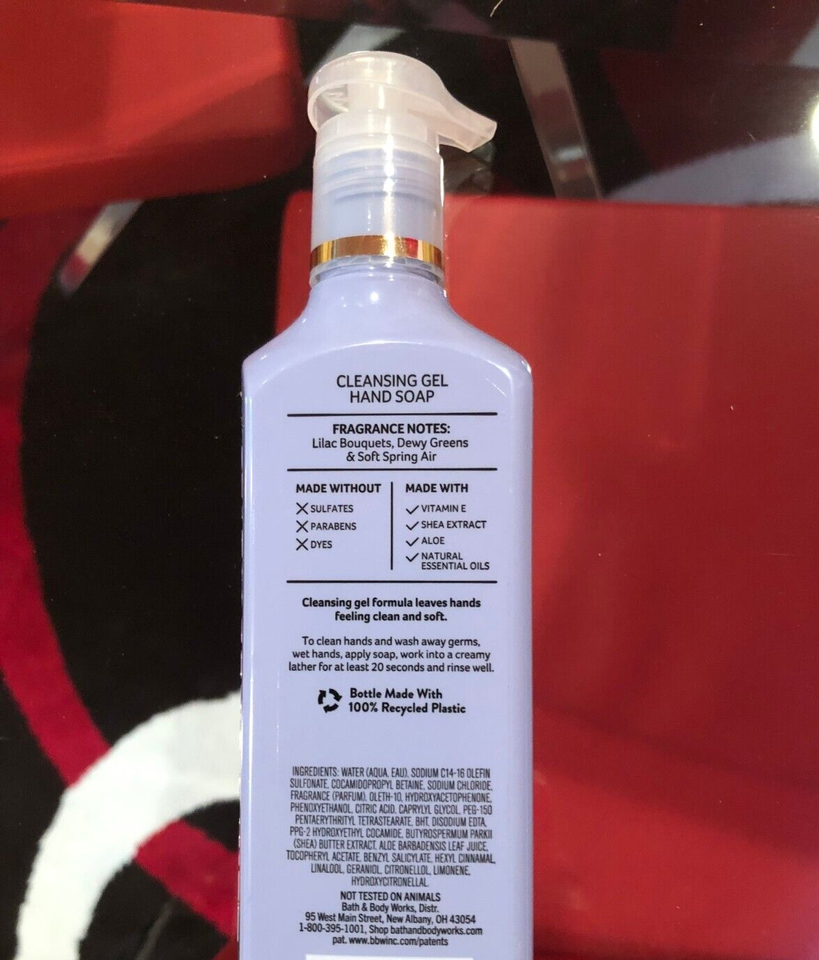 CLEANSING GEL
HAND SOAP
FRAGRANCE NOTES:
Lilac Bouquets, Dewy Greens
& Soft Spring Air
MADE WITHOUT
SULFATES
PARABENS
DYES
MADE WITH
VITAMIN E
SHEA EXTRACT
ALOE
NATURAL
ESSENTIAL OILS
Cleansing gel formula leaves hands
feeling clean and soft.
To clean hands and wash away germs,
wet hands, apply soap, work into a creamy
lather for at least 20 seconds and rinse well.
Bottle Made With
100% Recycled Plastic
INGREDIENTS: WATER (AQUA, EAU), SODIUM C14-16 OLEFIN
SULFONATE, COCAMIDOPROPYL BETAINE, SODIUM CHLORIDE,
FRAGRANCE (PARFUM), OLETH-10, HYDROXYACETOPHENONE,
PHENOXYETHANOL, CITRIC ACID, CAPRYLYL GLYCOL, PEG-150
PENTAERYTHRITYL TETRASTEARATE, BHT, DISODIUM EDTA,
PPG-2 HYDROXYETHYL COCAMIDE, BUTYROSPERMUM PARKII
(SHEA) BUTTER EXTRACT, ALOE BARBADENSIS LEAF JUICE,
TOCOPHERYL ACETATE, BENZYL SALICYLATE, HEXYL CINNAMAL,
LINALOOL, GERANIOL, CITRONELLOL, LIMONENE,
HYDROXYCITRONELLAL.
NOT TESTED ON ANIMALS
Bath & Body Works, Distr.
95 West Main Street, New Albany, OH 43054
1-800-395-1001, Shop bathandbodyworks.com
pat. www.bbwinc.com/patents